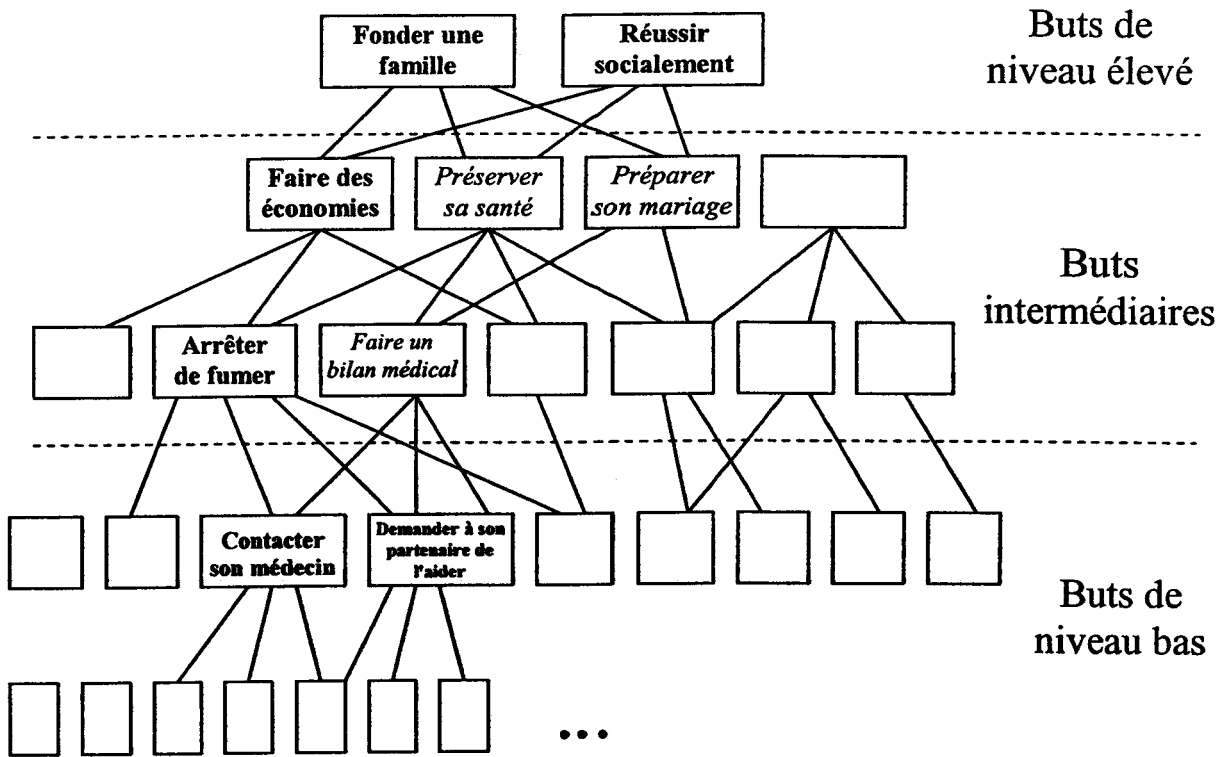 Fonder une
famille
Réussir
socialement
Buts de
niveau élevé
Faire des
économies
Préserver
sa santé
Préparer
son mariage
Buts
intermédiaires
Arrêter
de fumer
Faire un
bilan médical
Contacter
son médecin
Demander à son
partenaire de
l'aider
Buts de
niveau bas
...